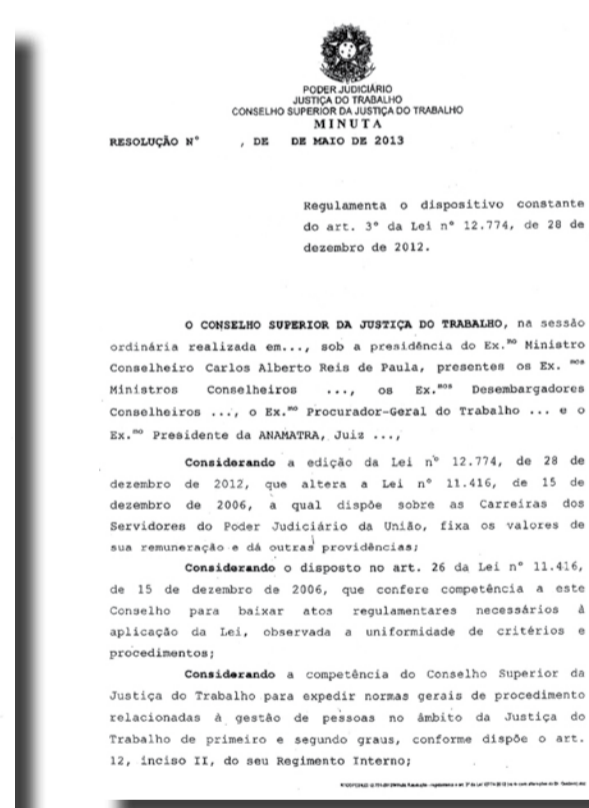 PODER JUDICIÁRIO
JUSTIÇA DO TRABALHO
CONSELHO SUPERIOR DA JUSTIÇA DO TRABALHO
MINUTA
RESOLUÇÃO Nº , DE DE MAIO DE 2013
Regulamenta o dispositivo constante
do art. 3º da Lei nº 12.774, de 28 de
dezembro de 2012.
O CONSELHO SUPERIOR DA JUSTIÇA DO TRABALHO, na sessão
ordinária realizada em..., sob a presidência do Ex.ᵐᵒ Ministro
Conselheiro Carlos Alberto Reis de Paula, presentes os Ex. ᵐᵒˢ
Ministros Conselheiros ..., os Ex.ᵐᵒˢ Desembargadores
Conselheiros ..., o Ex.ᵐᵒ Procurador-Geral do Trabalho ... e o
Ex.ᵐᵒ Presidente da ANAMATRA, Juiz ...,
Considerando a edição da Lei nº 12.774, de 28 de
dezembro de 2012, que altera a Lei nº 11.416, de 15 de
dezembro de 2006, a qual dispõe sobre as Carreiras dos
Servidores do Poder Judiciário da União, fixa os valores de
sua remuneração e dá outras providências;
Considerando o disposto no art. 26 da Lei nº 11.416,
de 15 de dezembro de 2006, que confere competência a este
Conselho para baixar atos regulamentares necessários à
aplicação da Lei, observada a uniformidade de critérios e
procedimentos;
Considerando a competência do Conselho Superior da
Justiça do Trabalho para expedir normas gerais de procedimento
relacionadas à gestão de pessoas no âmbito da Justiça do
Trabalho de primeiro e segundo graus, conforme dispõe o art.
12, inciso II, do seu Regimento Interno;